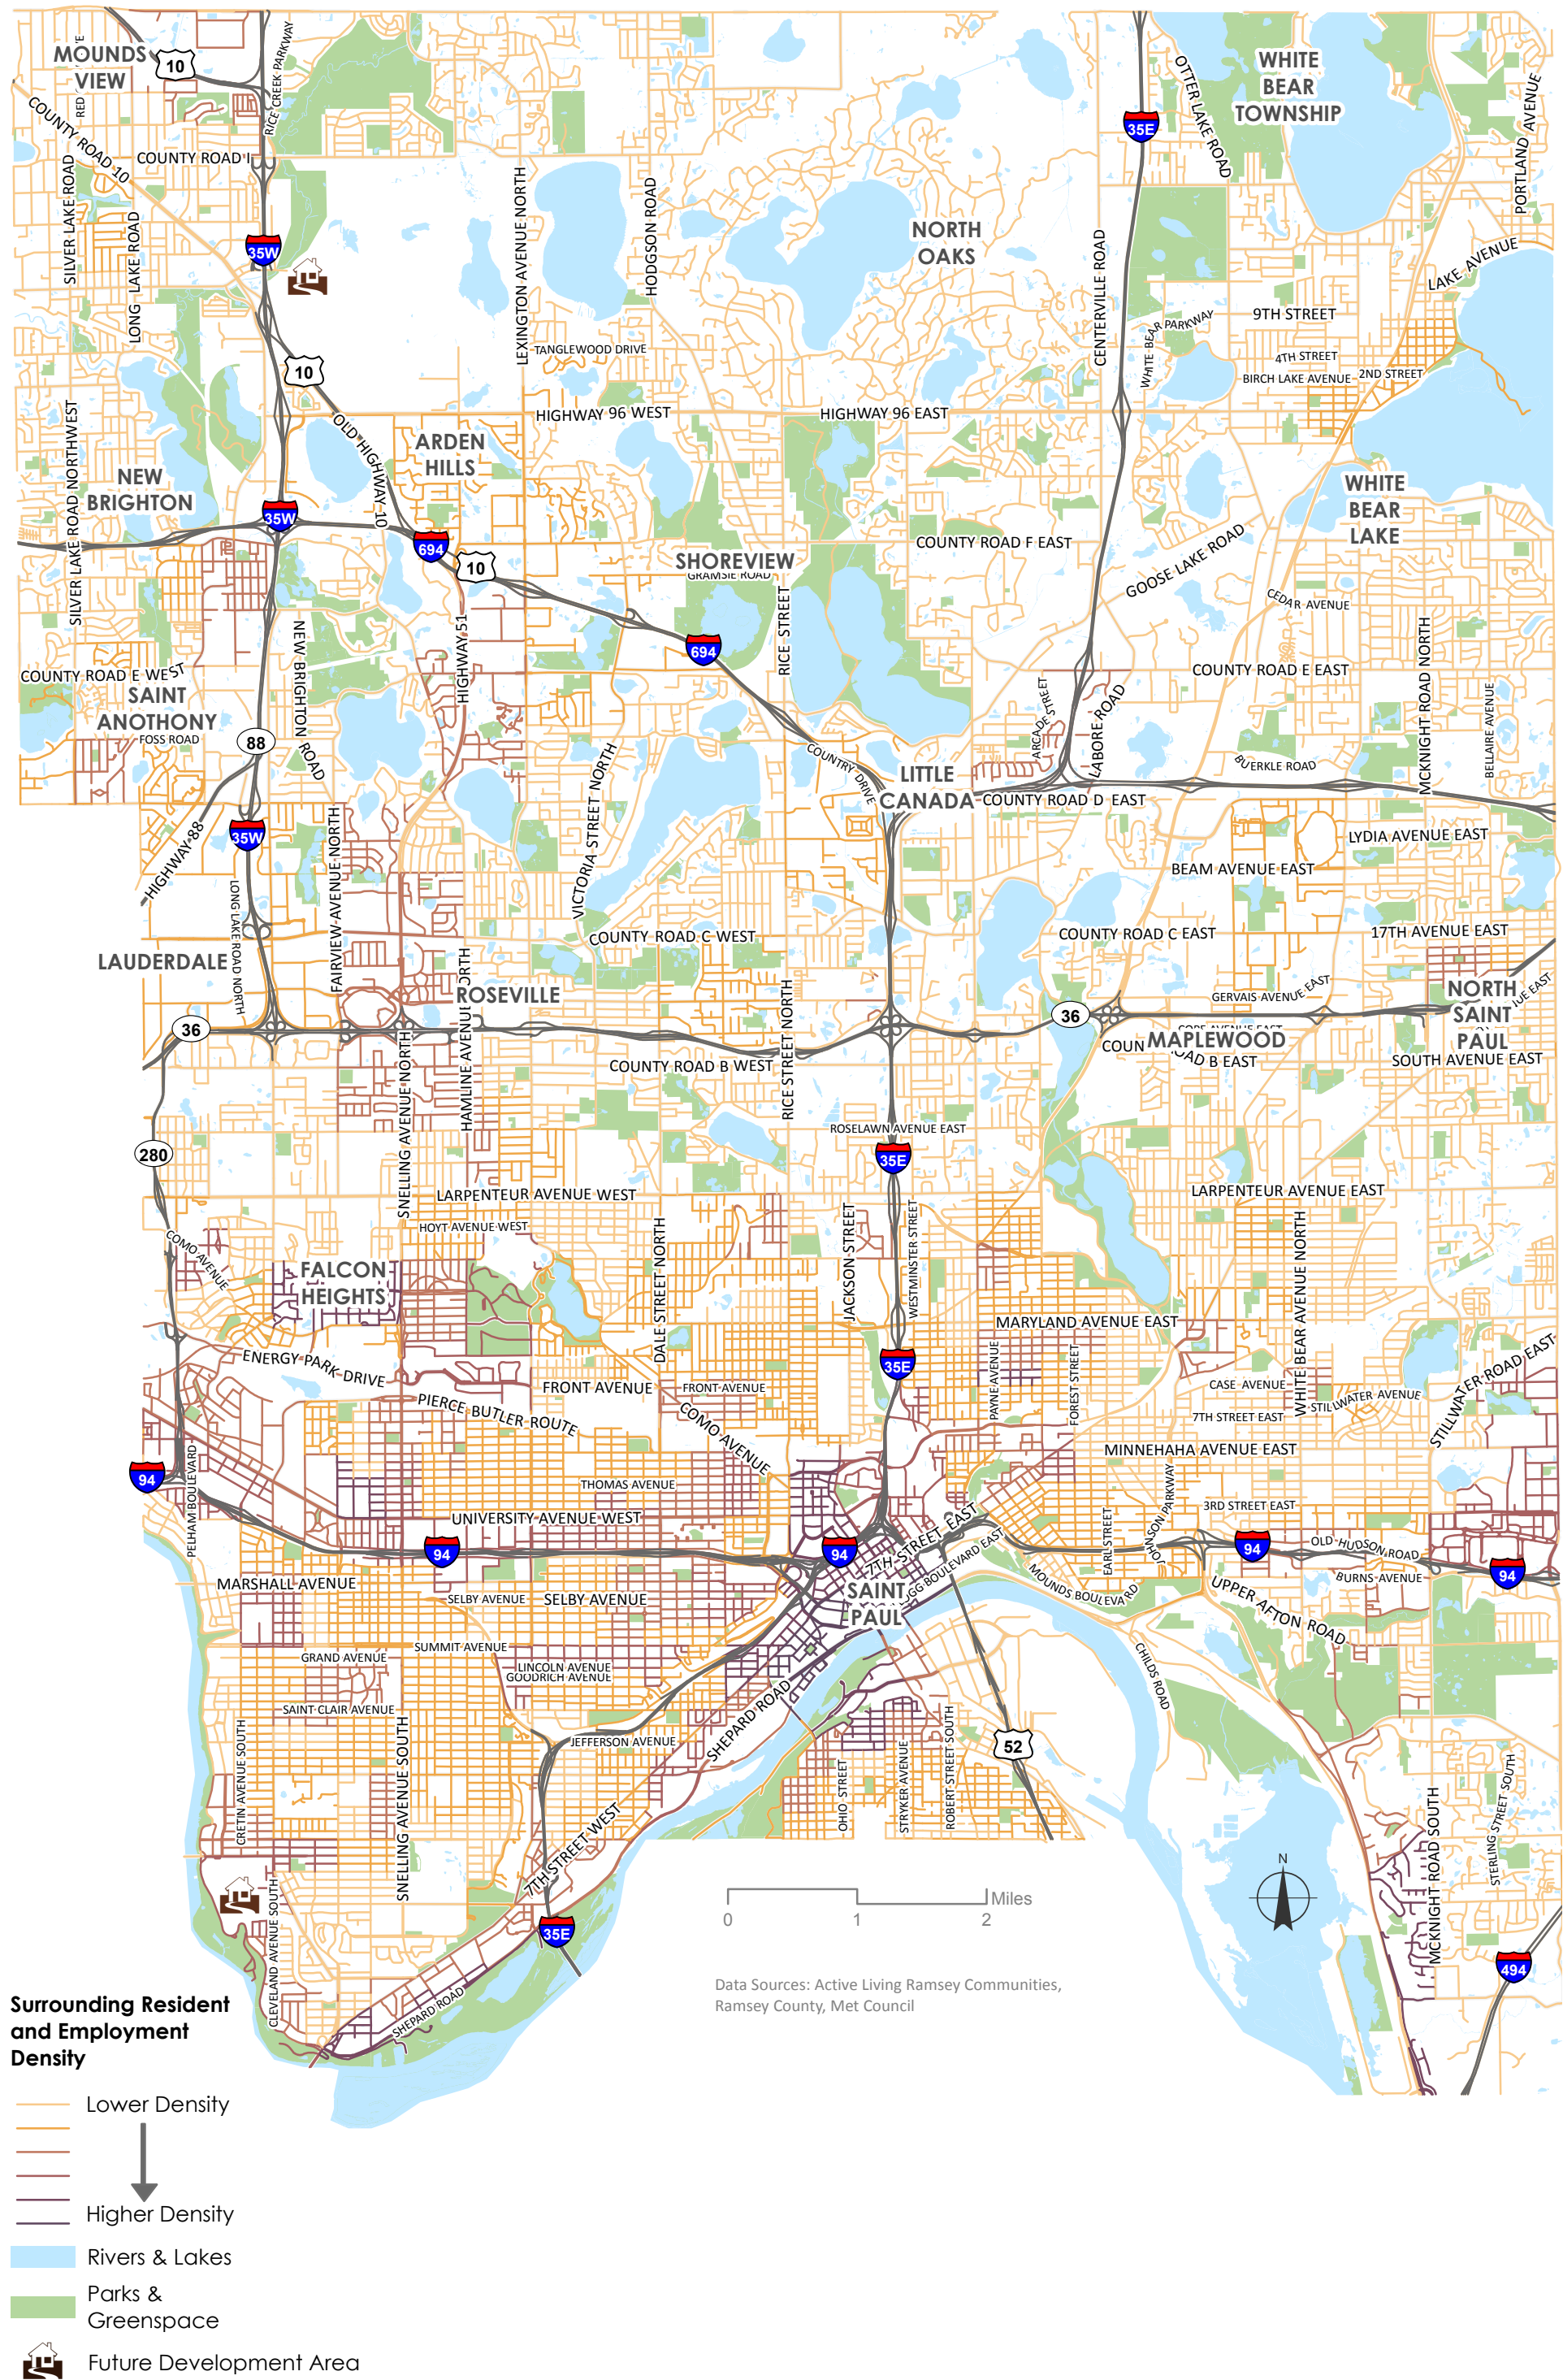 MOUNDS
VIEW
10
RICE CREEK PARKWAY
WHITE
BEAR
TOWNSHIP
OTTER LAKE ROAD
PORTLAND AVENUE
35E
COUNTY ROAD 10
COUNTY ROAD I
SILVER LAKE ROAD
LONG LAKE ROAD
35W
LEXINGTON AVENUE NORTH
HODGSON ROAD
NORTH
OAKS
CENTERVILLE ROAD
LAKE AVENUE
WHITE BEAR PARKWAY
9TH STREET
TANGLEWOOD DRIVE
4TH STREET
BIRCH LAKE AVENUE
2ND STREET
10
HIGHWAY 96 WEST
HIGHWAY 96 EAST
OLD HIGHWAY 10
ARDEN
HILLS
SILVER LAKE ROAD NORTHWEST
NEW
BRIGHTON
WHITE
BEAR
LAKE
35W
694
10
COUNTY ROAD F EAST
GOOSE LAKE ROAD
SHOREVIEW
GRAMSIE ROAD
CEDAR AVENUE
RICE STREET
694
NEW BRIGHTON ROAD
HIGHWAY 51
COUNTY ROAD E WEST
COUNTY ROAD E EAST
MCKNIGHT ROAD NORTH
BELLAIRE AVENUE
SAINT
ANOTHONY
FOSS ROAD
88
ARCADE STREET
LABORE ROAD
COUNTRY DRIVE
BUERKLE ROAD
VICTORIA STREET NORTH
LITTLE
CANADA
COUNTY ROAD D EAST
35W
HIGHWAY 88
LYDIA AVENUE EAST
BEAM AVENUE EAST
FAIRVIEW AVENUE NORTH
LONG LAKE ROAD NORTH
COUNTY ROAD C WEST
COUNTY ROAD C EAST
17TH AVENUE EAST
LAUDERDALE
ROSEVILLE
GERVAIS AVENUE EAST
NORTH
SAINT
PAUL
36
36
MAPLEWOOD
SOUTH AVENUE EAST
COUNTY ROAD B WEST
RICE STREET NORTH
SNELLING AVENUE NORTH
HAMLINE AVENUE NORTH
ROSELAWN AVENUE EAST
280
35E
LARPENTEUR AVENUE WEST
LARPENTEUR AVENUE EAST
HOYT AVENUE WEST
COMO AVENUE
DALE STREET NORTH
JACKSON STREET
WESTMINSTER STREET
WHITE BEAR AVENUE NORTH
FALCON
HEIGHTS
MARYLAND AVENUE EAST
ENERGY PARK DRIVE
35E
PAYNE AVENUE
FOREST STREET
FRONT AVENUE
FRONT AVENUE
CASE AVENUE
STILLWATER AVENUE
STILLWATER ROAD EAST
PIERCE BUTLER ROUTE
COMO AVENUE
7TH STREET EAST
MINNEHAHA AVENUE EAST
94
PELHAM BOULEVARD
THOMAS AVENUE
JOHNSON PARKWAY
3RD STREET EAST
UNIVERSITY AVENUE WEST
7TH STREET EAST
EARL STREET
94
94
94
OLD HUDSON ROAD
94
MARSHALL AVENUE
BURNS AVENUE
SELBY AVENUE
SELBY AVENUE
SAINT
PAUL
MOUNDS BOULEVARD
UPPER AFTON ROAD
SUMMIT AVENUE
GRAND AVENUE
LINCOLN AVENUE
GOODRICH AVENUE
CHILDS ROAD
SAINT CLAIR AVENUE
SHEPARD ROAD
JEFFERSON AVENUE
CRETIN AVENUE SOUTH
SNELLING AVENUE SOUTH
52
OHIO STREET
STRYKER AVENUE
ROBERT STREET SOUTH
STERLING STREET SOUTH
MCKNIGHT ROAD SOUTH
7TH STREET WEST
CLEVELAND AVENUE SOUTH
35E
SHEPARD ROAD
N
Miles
0 1 2
494
Data Sources: Active Living Ramsey Communities,
Ramsey County, Met Council
Surrounding Resident
and Employment
Density
Lower Density
Higher Density
Rivers & Lakes
Parks &
Greenspace
Future Development Area